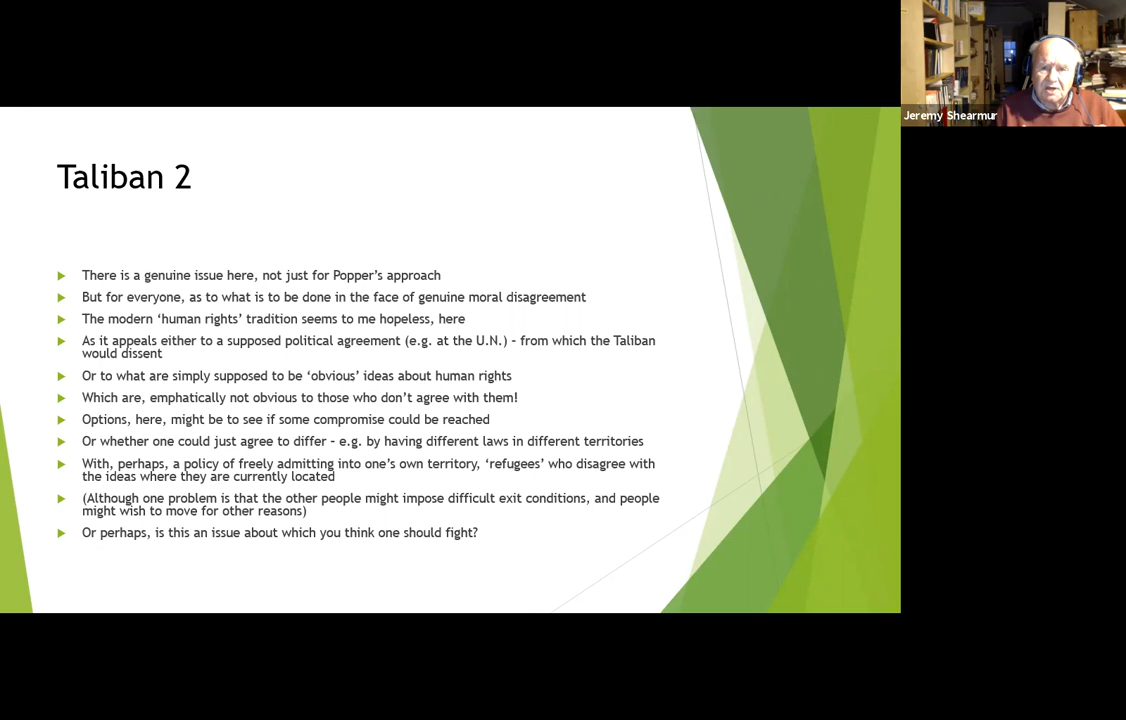 Jeremy Shearmur
Taliban 2
There is a genuine issue here, not just for Popper's approach
But for everyone, as to what is to be done in the face of genuine moral disagreement
The modern ‘human rights’ tradition seems to me hopeless, here
As it appeals either to a supposed political agreement (e.g. at the U.N.) – from which the Taliban
would dissent
Or to what are simply supposed to be ‘obvious’ ideas about human rights
Which are, emphatically not obvious to those who don’t agree with them!
Options, here, might be to see if some compromise could be reached
Or whether one could just agree to differ – e.g. by having different laws in different territories
With, perhaps, a policy of freely admitting into one’s own territory, ‘refugees’ who disagree with
the ideas where they are currently located
(Although one problem is that the other people might impose difficult exit conditions, and people
might wish to move for other reasons)
Or perhaps, is this an issue about which you think one should fight?